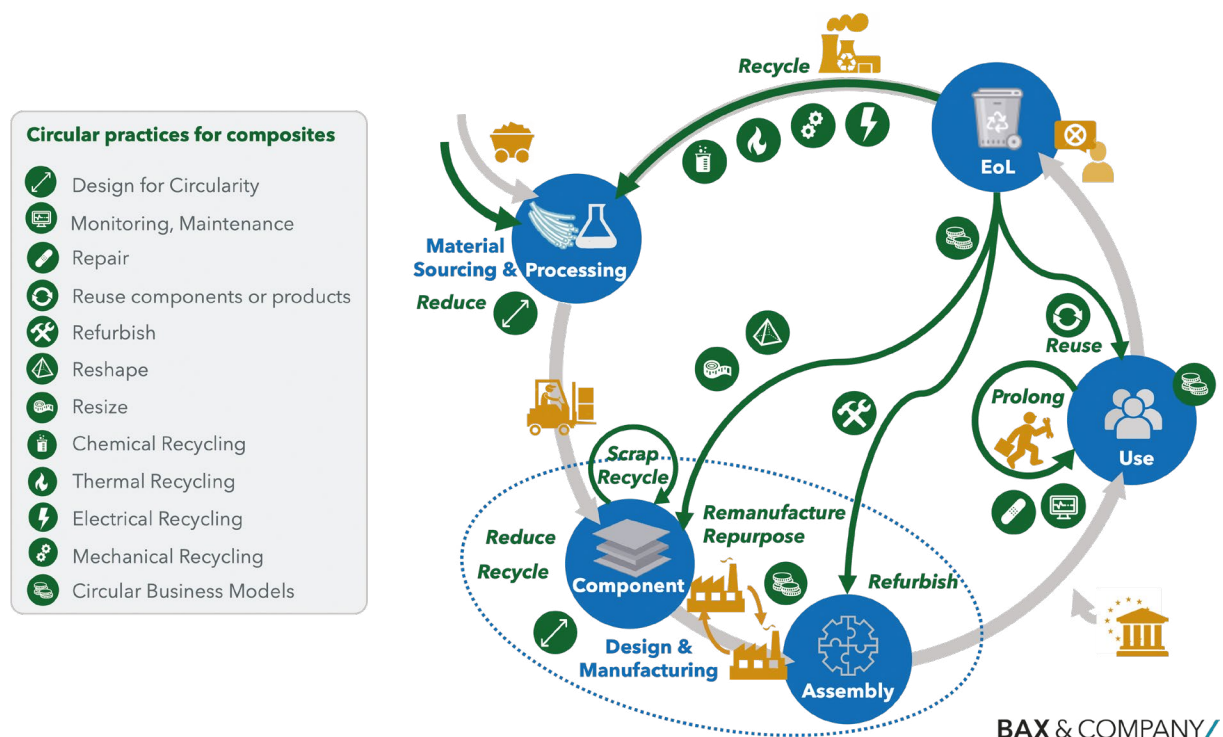 Circular practices for composites
Design for Circularity
Monitoring, Maintenance
Repair
Reuse components or products
Refurbish
Reshape
Resize
Chemical Recycling
Thermal Recycling
Electrical Recycling
Mechanical Recycling
Circular Business Models
Recycle
EoL
Material
Sourcing & Processing
Reduce
Reuse
Prolong
Use
Scrap
Recycle
Reduce
Recycle
Component
Remanufacture
Repurpose
Refurbish
Design &
Manufacturing
Assembly
BAX & COMPANY/